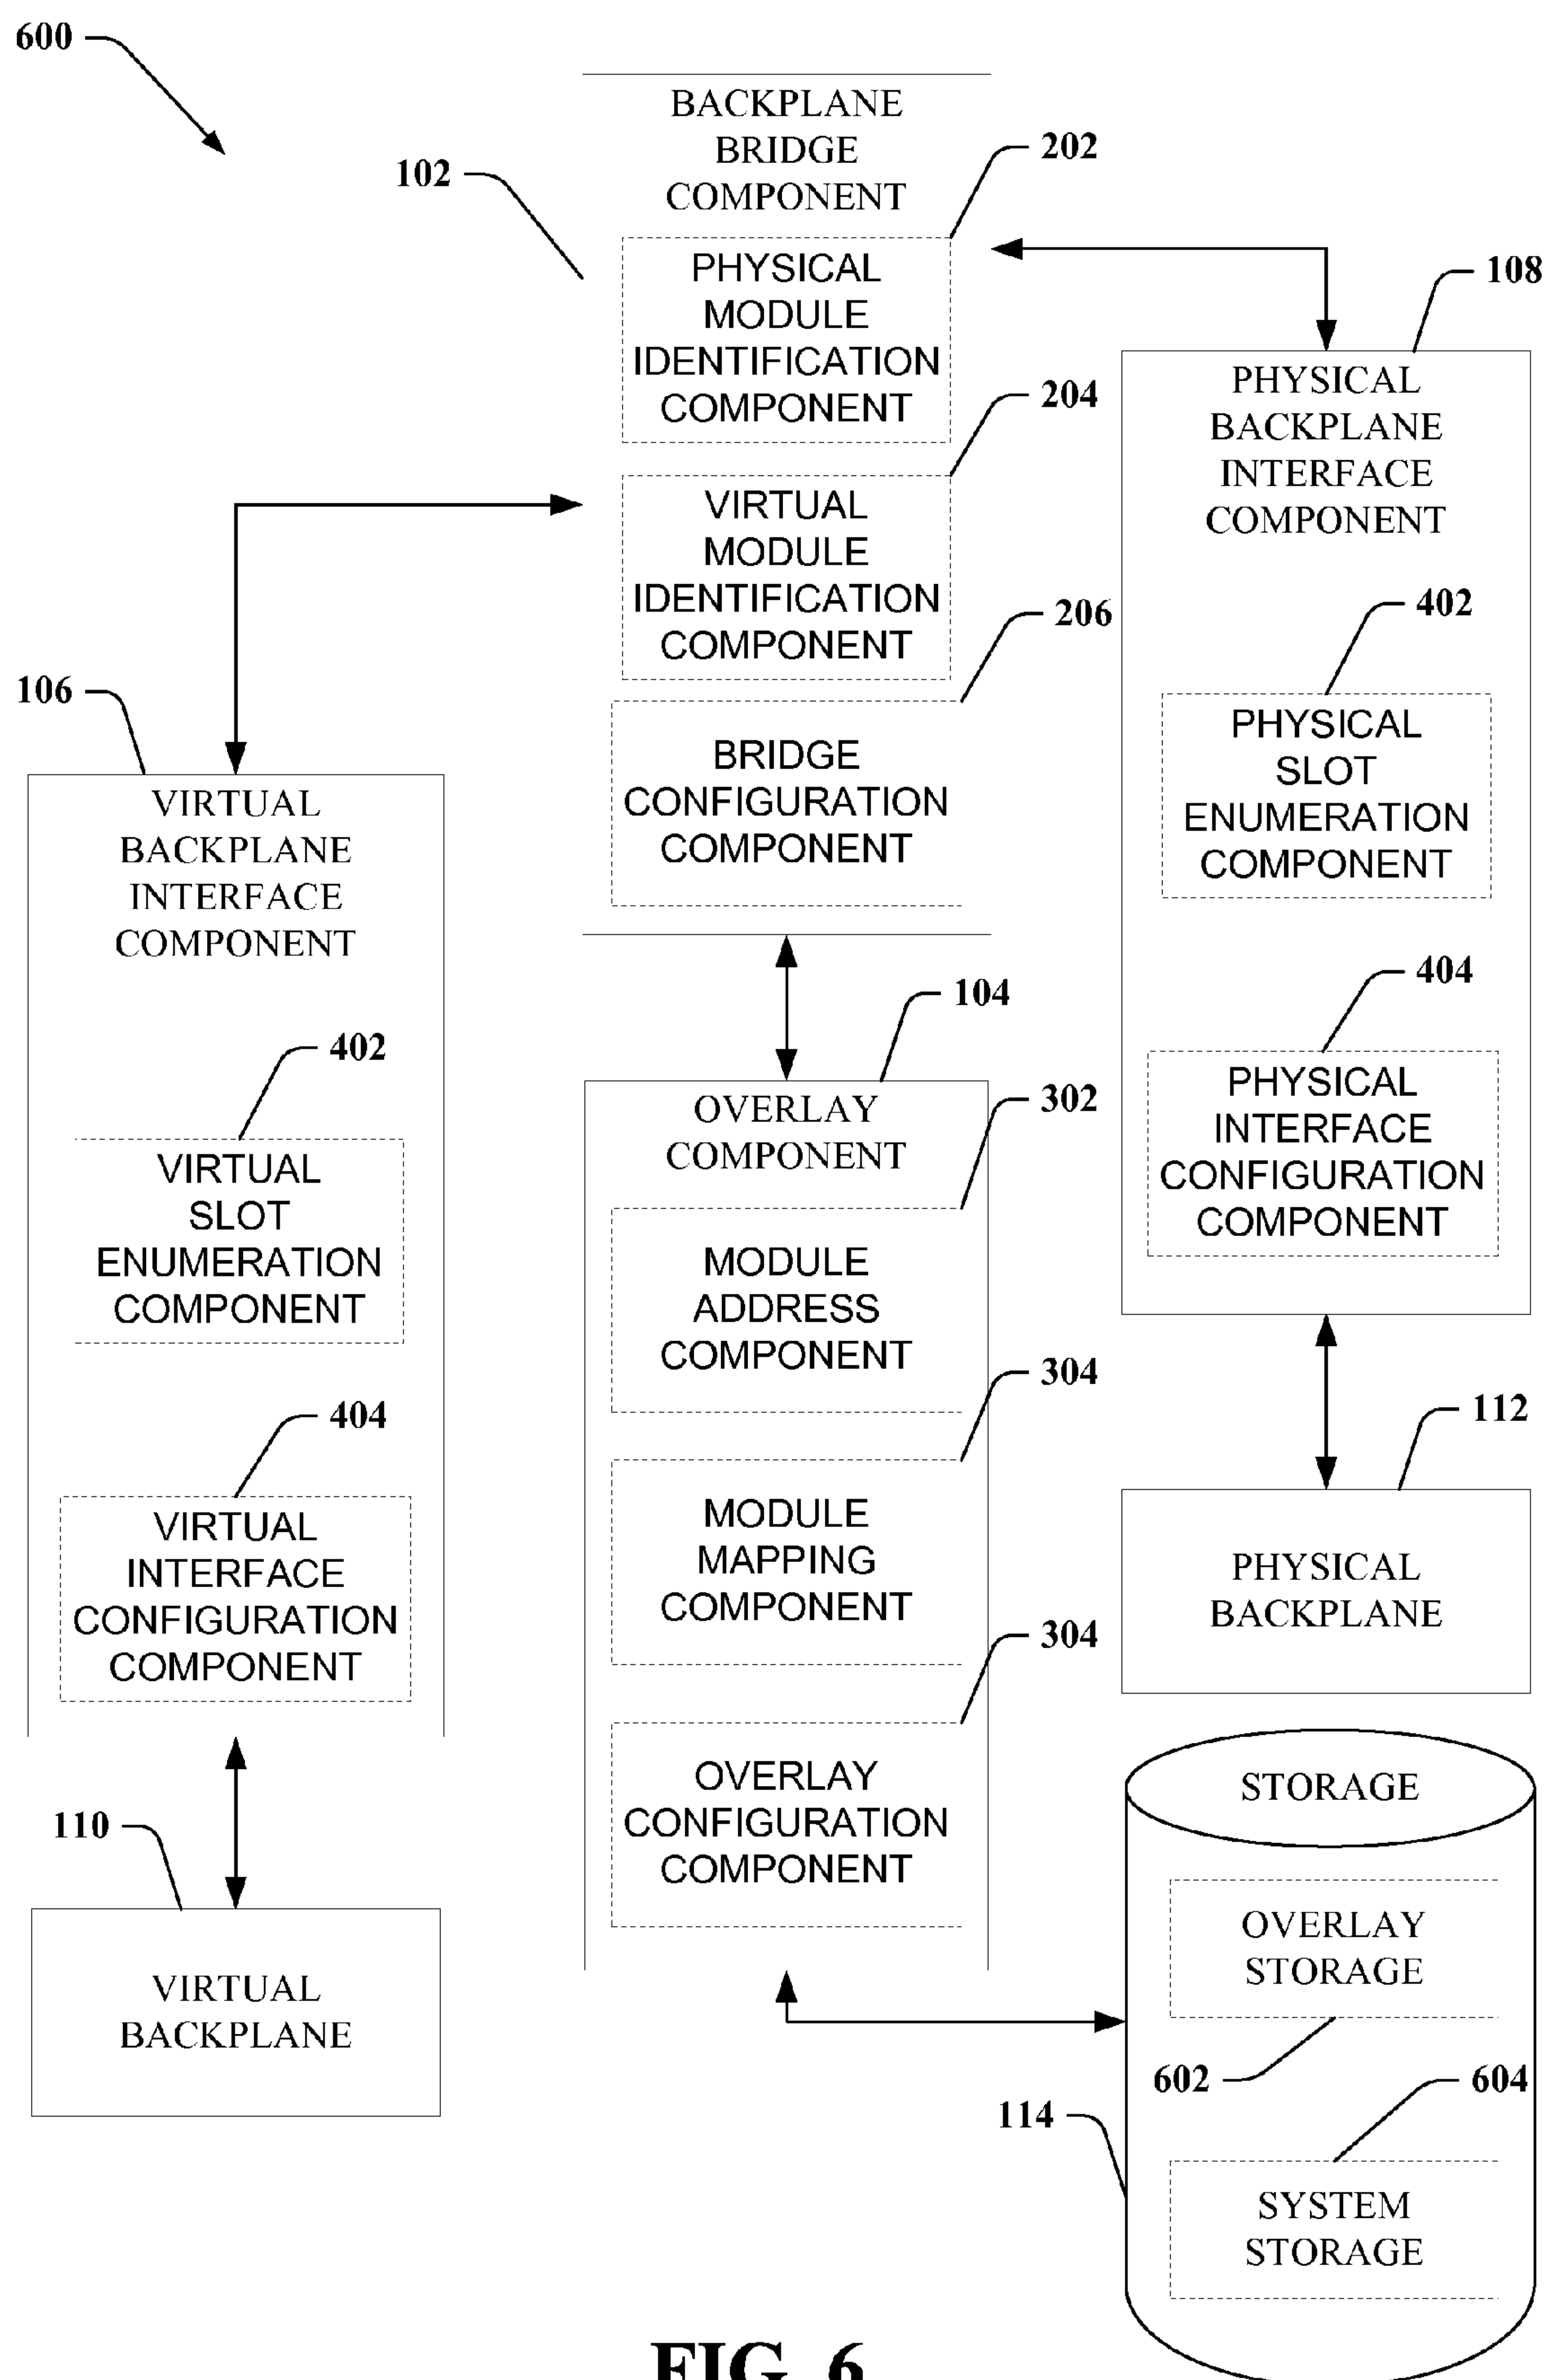 600
BACKPLANE
BRIDGE
COMPONENT
102
202
PHYSICAL
MODULE
IDENTIFICATION
COMPONENT
204
VIRTUAL
MODULE
IDENTIFICATION
COMPONENT
206
BRIDGE
CONFIGURATION
COMPONENT
108
PHYSICAL
BACKPLANE
INTERFACE
COMPONENT
402
PHYSICAL
SLOT
ENUMERATION
COMPONENT
404
PHYSICAL
INTERFACE
CONFIGURATION
COMPONENT
106
VIRTUAL
BACKPLANE
INTERFACE
COMPONENT
402
VIRTUAL
SLOT
ENUMERATION
COMPONENT
404
VIRTUAL
INTERFACE
CONFIGURATION
COMPONENT
104
OVERLAY
COMPONENT
302
MODULE
ADDRESS
COMPONENT
304
MODULE
MAPPING
COMPONENT
304
OVERLAY
CONFIGURATION
COMPONENT
112
PHYSICAL
BACKPLANE
110
VIRTUAL
BACKPLANE
STORAGE
OVERLAY
STORAGE
602
604
114
SYSTEM
STORAGE
FIG. 6